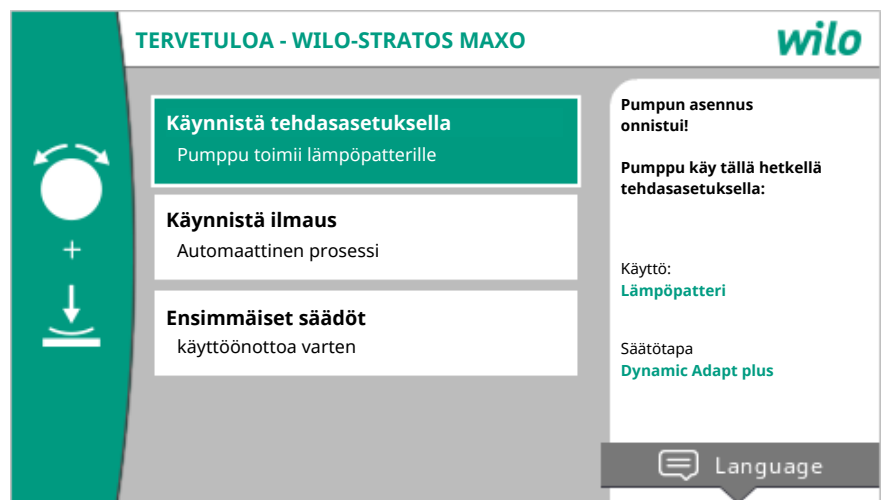 TERVETULOA - WILO-STRATOS MAXO
wilo
Käynnistä tehdasasetuksella
Pumppu toimii lämpöpatterille
Käynnistä ilmaus
Automaattinen prosessi
Ensimmäiset säädöt
käyttöönottoa varten
+
Pumpun asennus
onnistui!
Pumppu käy tällä hetkellä
tehdasasetuksella:
Käyttö:
Lämpöpatteri
Säätötapa
Dynamic Adapt plus
Language